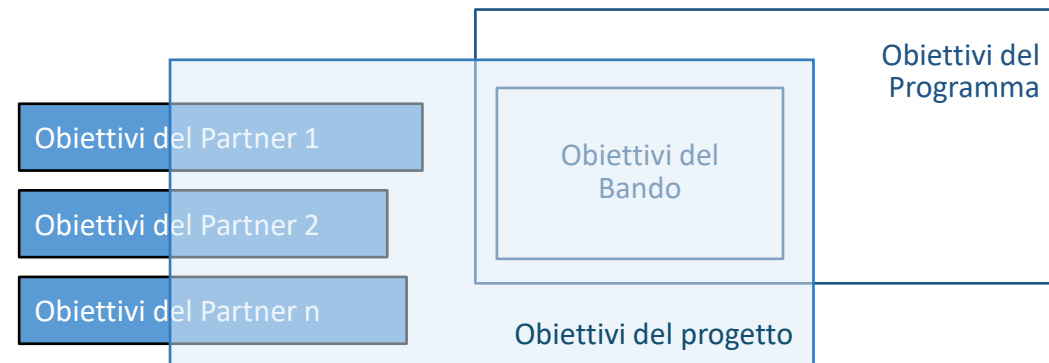 Obiettivi del
Programma
Obiettivi del Partner 1
Obiettivi del
Bando
Obiettivi del Partner 2
Obiettivi del Partner n
Obiettivi del progetto